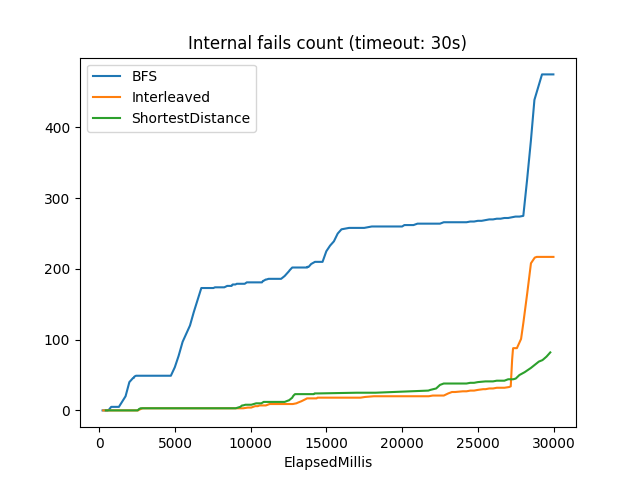 Internal fails count (timeout: 30s)
BFS
Interleaved
ShortestDistance
400
300
200
100
0
0 5000 10000 15000 20000 25000 30000
ElapsedMillis